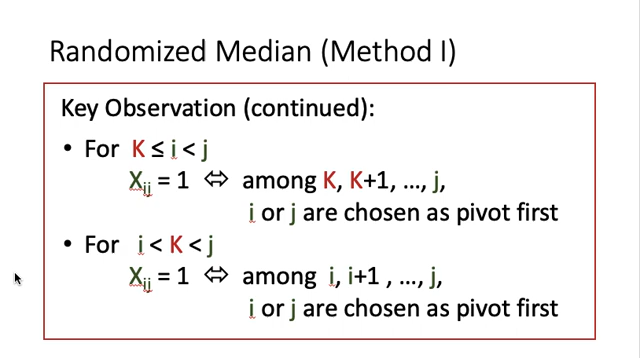 Randomized Median (Method I)
Key Observation (continued):
• For K ≤ i < j
Xij = 1 ⇔ among K, K+1, ..., j,
i or j are chosen as pivot first
• For i < K < j
Xij = 1 ⇔ among i, i+1 , ..., j,
i or j are chosen as pivot first